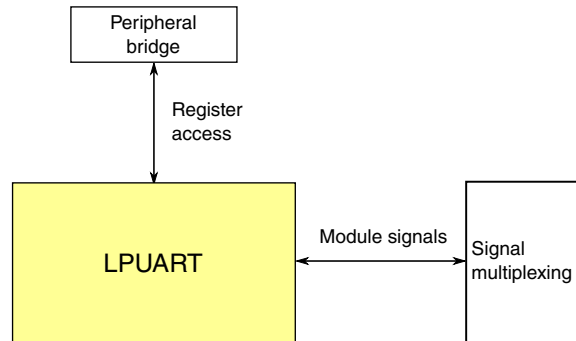 Peripheral
bridge
Register
access
LPUART
Module signals
Signal
multiplexing